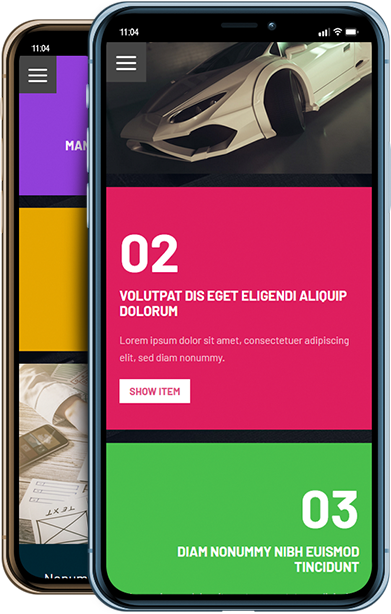 11:04
MAN
TEXT
Nonum
11:04
02
VOLUTPAT DIS EGET ELIGENDI ALIQUIP
DOLORUM
Lorem ipsum dolor sit amet, consectetuer adipiscing
elit, sed diam nonummy.
SHOW ITEM
03
DIAM NONUMMY NIBH EUISMOD
TINCIDUNT